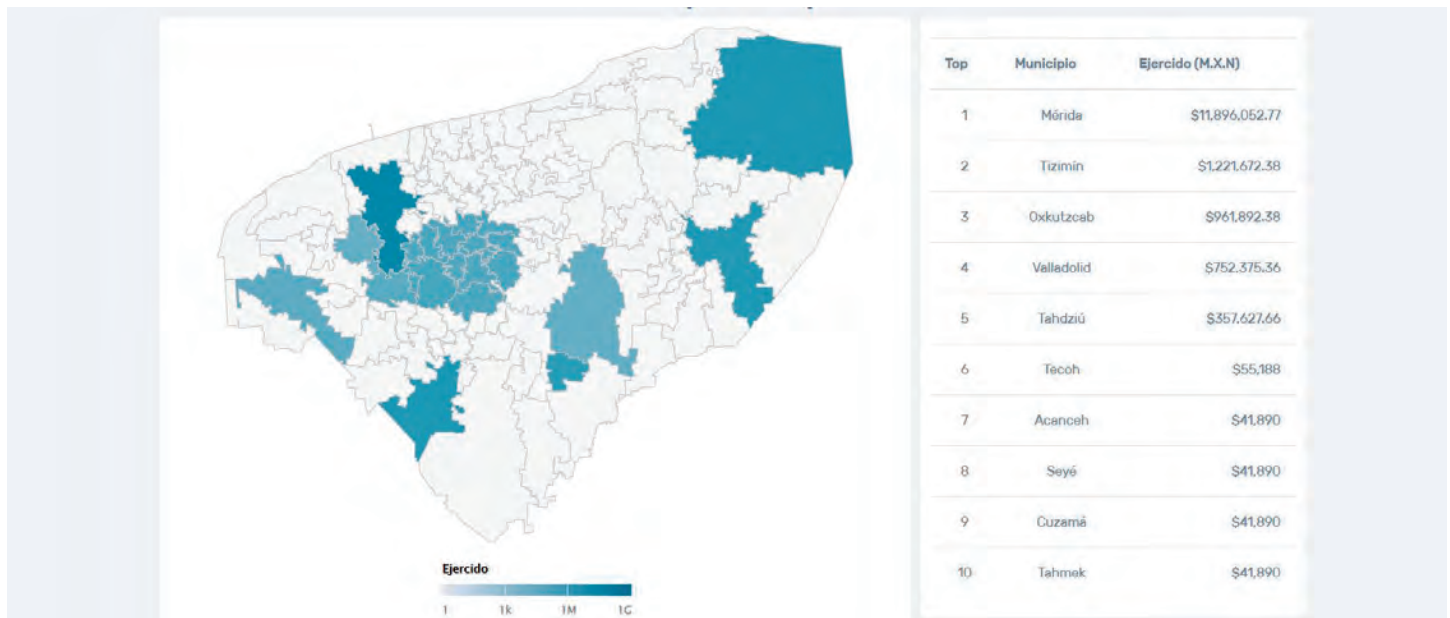 Top Municipio Ejercido (M.X.N)
1 Mérida $11,896,052.77
2 Tizimín $1,221,672.38
3 Oxkutzcab $961,892.38
4 Valladolid $752,375.36
5 Tahdziú $357,627.66
6 Tecoh $55,188
7 Acanceh $41,890
8 Seyé $41,890
9 Cuzamá $41,890
10 Tahmek $41,890
Ejercido
1 1k 1M 1G